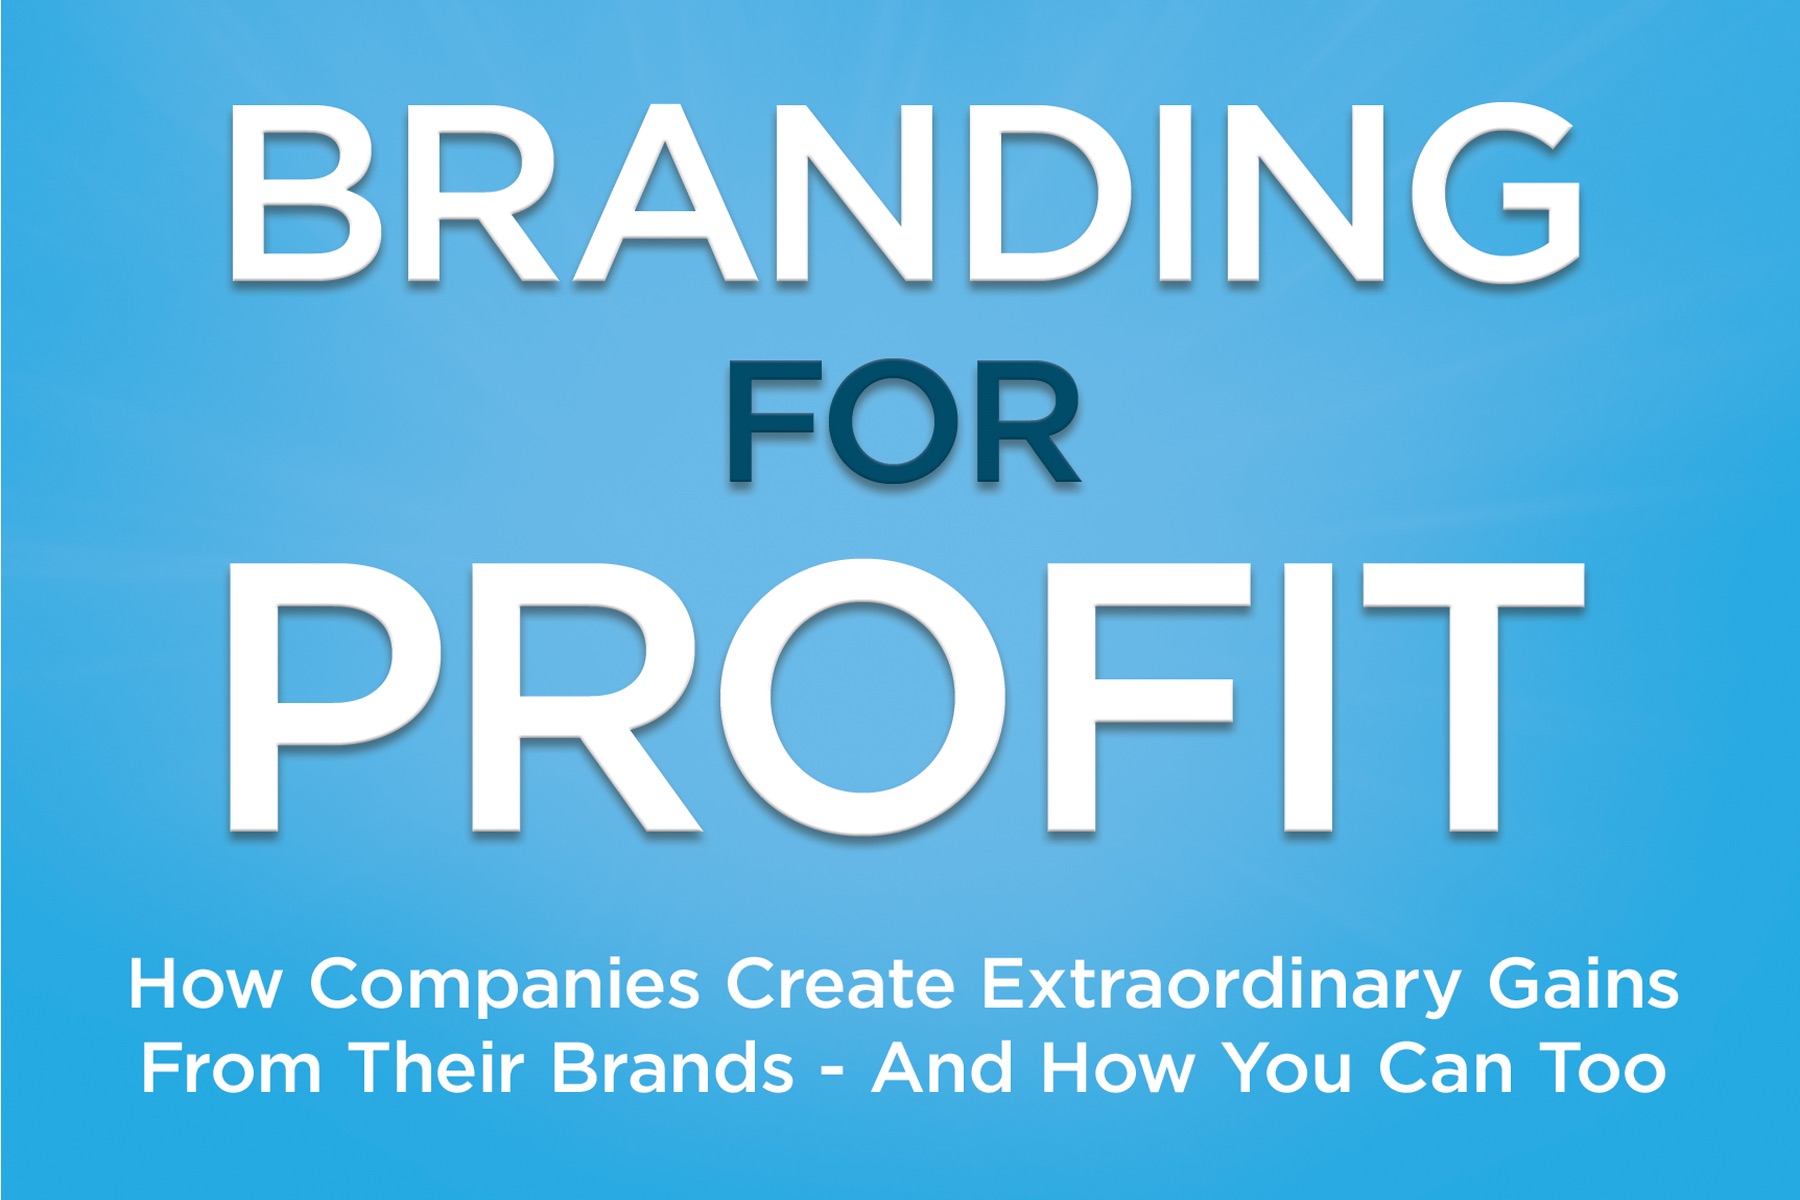 BRANDING
FOR
PROFIT
How Companies Create Extraordinary Gains
From Their Brands - And How You Can Too